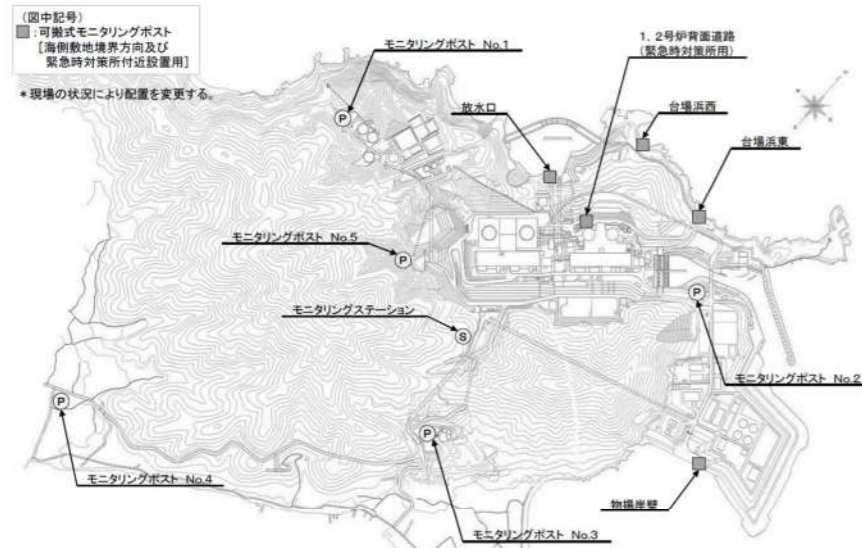 (図中記号)
:可搬式モニタリングポスト
[海側敷地境界方向及び
緊急時対策所付近設置用]
*現場の状況により配置を変更する。
モニタリングポスト No.1
1, 2号炉背面道路
(緊急時対策所用)
放水口
台場浜西
台場浜東
P
モニタリングポスト No.5
P
モニタリングステーション
S
P
モニタリングポスト No.2
P
モニタリングポスト No.4
P
モニタリングポスト No.3
物揚岸壁